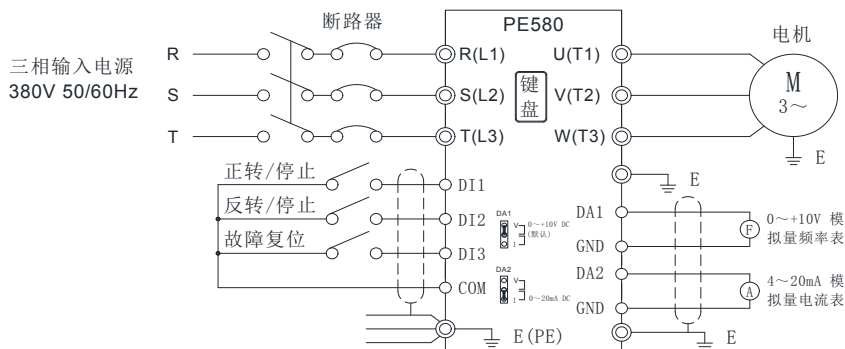 断路器
PE580
电机
三相输入电源
380V 50/60Hz
R
S
T
R(L1)
S(L2)
T(L3)
键盘
U(T1)
V(T2)
W(T3)
M
3～
E
E
正转/停止
反转/停止
故障复位
DI1
DI2
DI3
COM
DA1
V
I
0～+10V DC
(默认)
DA2
V
I
0～20mA DC
DA1
GND
DA2
GND
F
0～+10V 模
拟量频率表
A
4～20mA 模
拟量电流表
E(PE)
E